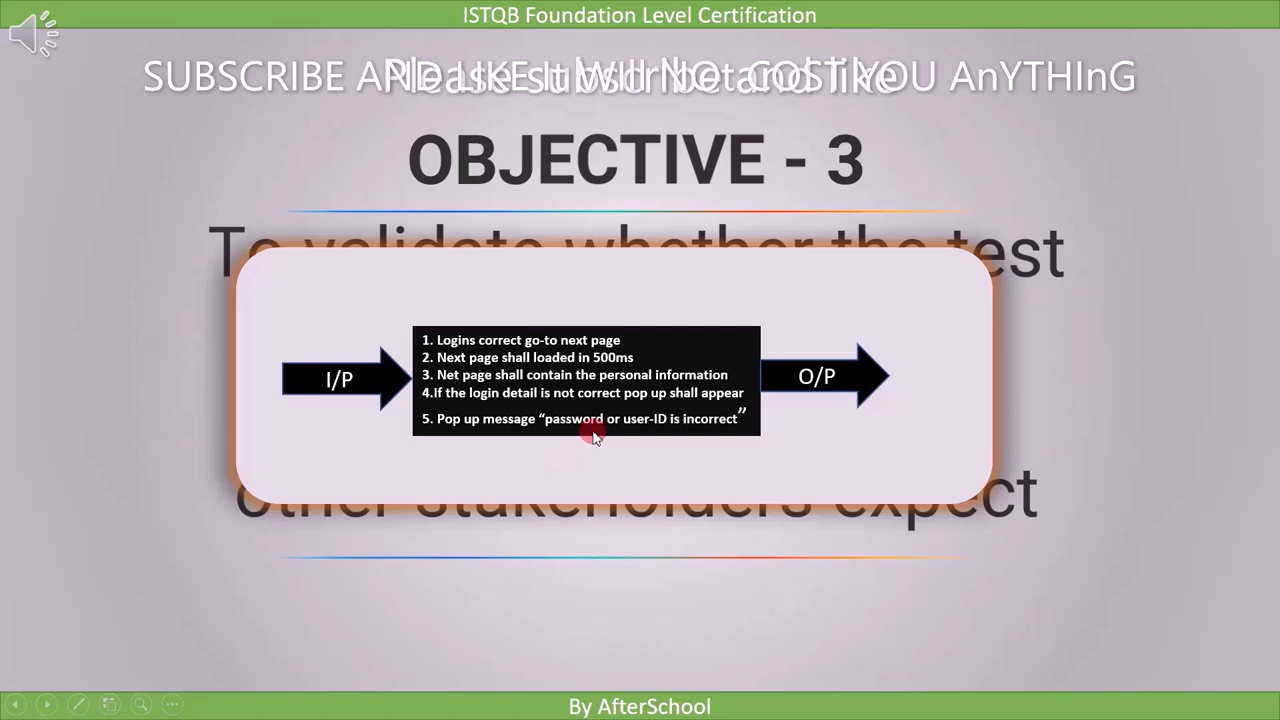 ISTQB Foundation Level Certification
SUBSCRIBE AND LIKE It WIll NOt COST YOU AnYTHInG
Please subscribe and like
OBJECTIVE - 3
To validate whether the test
1. Logins correct go-to next page
2. Next page shall loaded in 500ms
I/P
3. Net page shall contain the personal information
O/P
4.If the login detail is not correct pop up shall appear
5. Pop up message “password or user-ID is incorrect”
other stakeholders expect
By AfterSchool